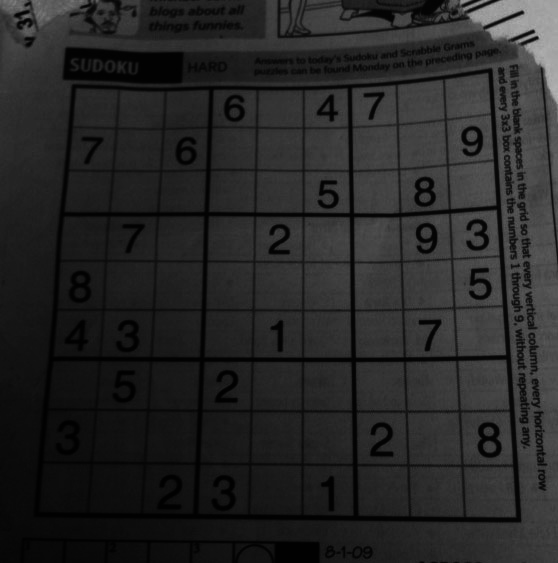 blogs about all
things funnies.
SUDOKU HARD
Answers to today's Sudoku and Scrabble Grams
puzzles can be found Monday on the preceding page.
6 4 7
7 6 9
5 8
7 2 9 3
8 5
4 3 1 7
5 2
3 2 8
2 3 1
Fill in the blank spaces in the grid so that every vertical column, every horizontal row
and every 3x3 box contains the numbers 1 through 9, without repeating any.
8-1-09